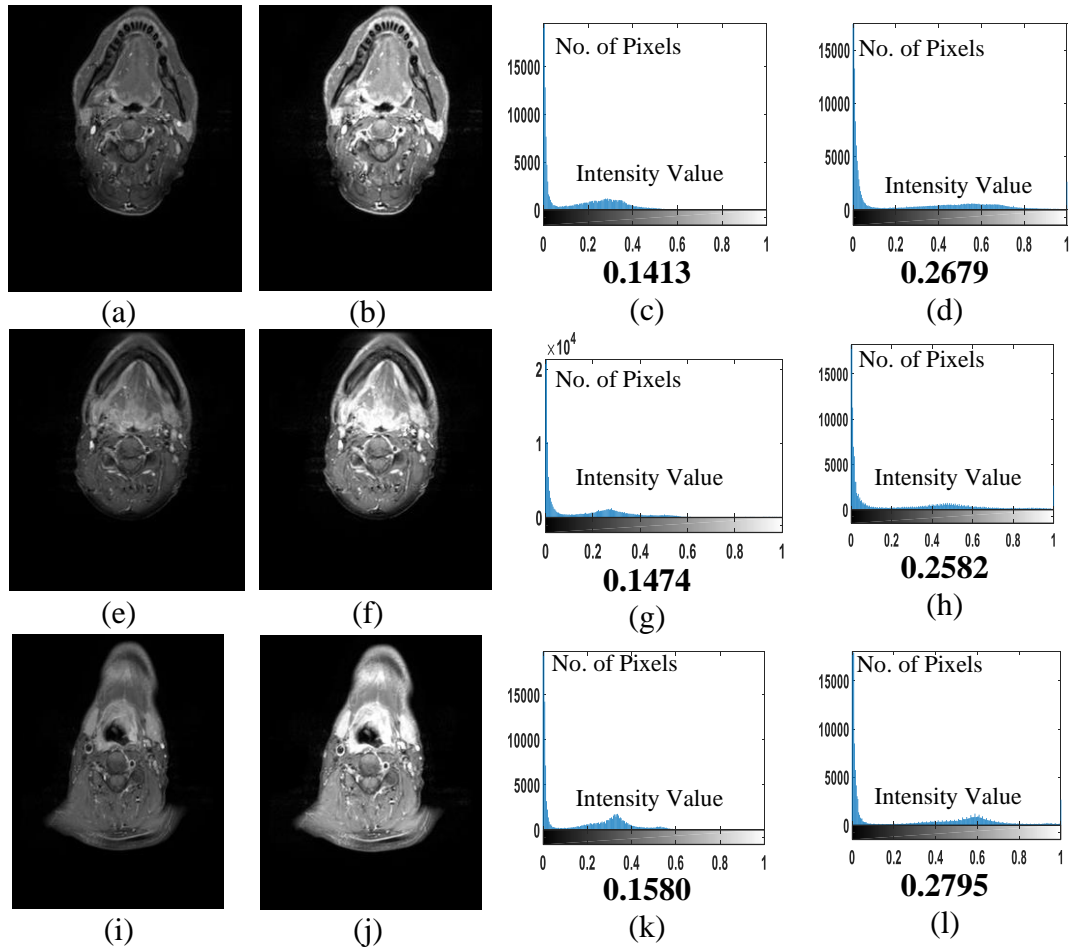 No. of Pixels
15000
10000
5000
0
Intensity Value
0 0.2 0.4 0.6 0.8 1
0.1413
No. of Pixels
15000
10000
5000
0
Intensity Value
0 0.2 0.4 0.6 0.8 1
0.2679
(a) (b) (c) (d)
×10⁴
No. of Pixels
2
1
0
Intensity Value
0 0.2 0.4 0.6 0.8 1
0.1474
No. of Pixels
15000
10000
5000
0
Intensity Value
0 0.2 0.4 0.6 0.8 1
0.2582
(e) (f) (g) (h)
No. of Pixels
15000
10000
5000
0
Intensity Value
0 0.2 0.4 0.6 0.8 1
0.1580
No. of Pixels
15000
10000
5000
0
Intensity Value
0 0.2 0.4 0.6 0.8 1
0.2795
(i) (j) (k) (l)